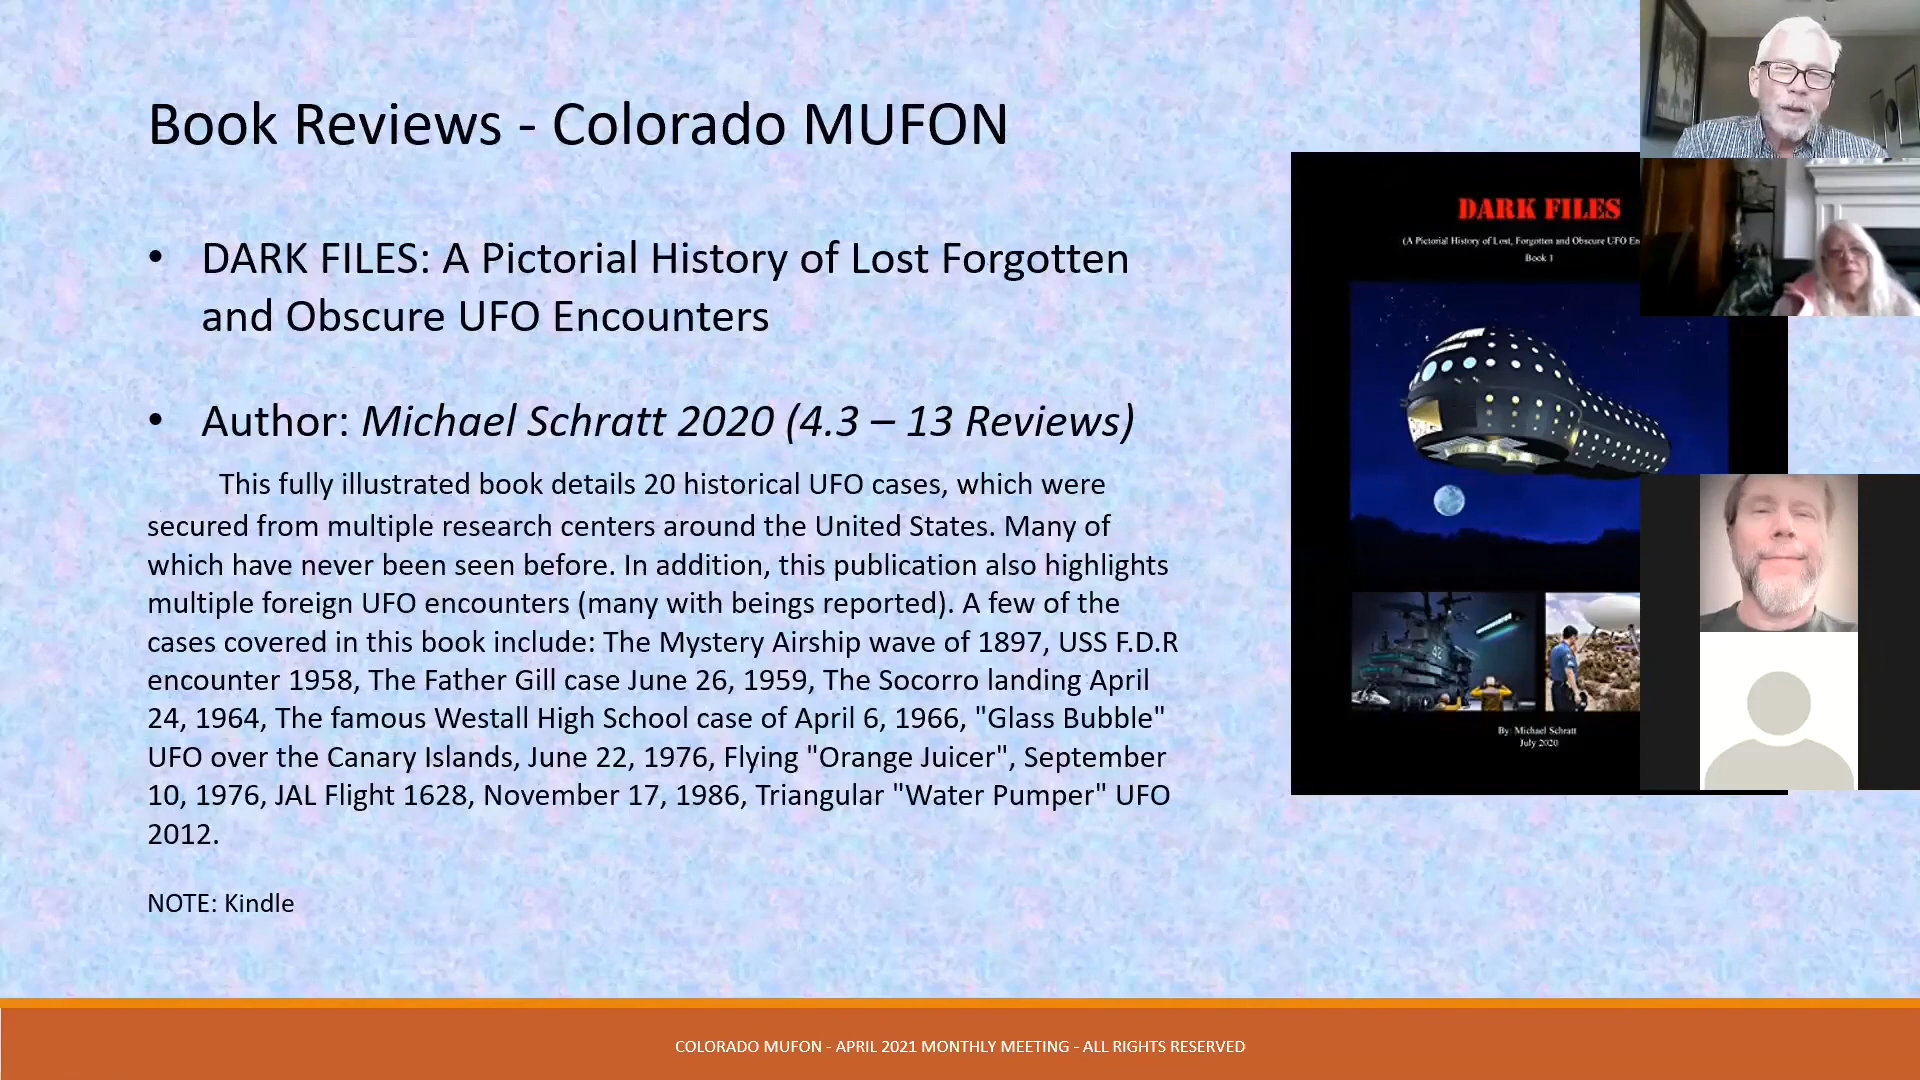 Book Reviews - Colorado MUFON
• DARK FILES: A Pictorial History of Lost Forgotten
and Obscure UFO Encounters
• Author: Michael Schratt 2020 (4.3 – 13 Reviews)
This fully illustrated book details 20 historical UFO cases, which were
secured from multiple research centers around the United States. Many of
which have never been seen before. In addition, this publication also highlights
multiple foreign UFO encounters (many with beings reported). A few of the
cases covered in this book include: The Mystery Airship wave of 1897, USS F.D.R
encounter 1958, The Father Gill case June 26, 1959, The Socorro landing April
24, 1964, The famous Westall High School case of April 6, 1966, "Glass Bubble"
UFO over the Canary Islands, June 22, 1976, Flying "Orange Juicer", September
10, 1976, JAL Flight 1628, November 17, 1986, Triangular "Water Pumper" UFO
2012.
NOTE: Kindle
DARK FILES
(A Pictorial History of Lost, Forgotten and Obscure UFO En
Book 1
42
By: Michael Schratt
July 2020
COLORADO MUFON - APRIL 2021 MONTHLY MEETING - ALL RIGHTS RESERVED